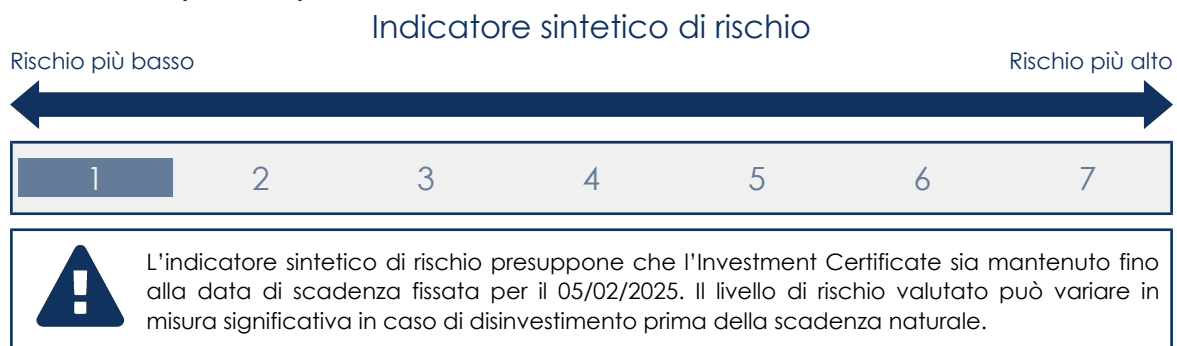 Indicatore sintetico di rischio
Rischio più basso Rischio più alto
1 2 3 4 5 6 7
L'indicatore sintetico di rischio presuppone che l'Investment Certificate sia mantenuto fino
alla data di scadenza fissata per il 05/02/2025. Il livello di rischio valutato può variare in
misura significativa in caso di disinvestimento prima della scadenza naturale.